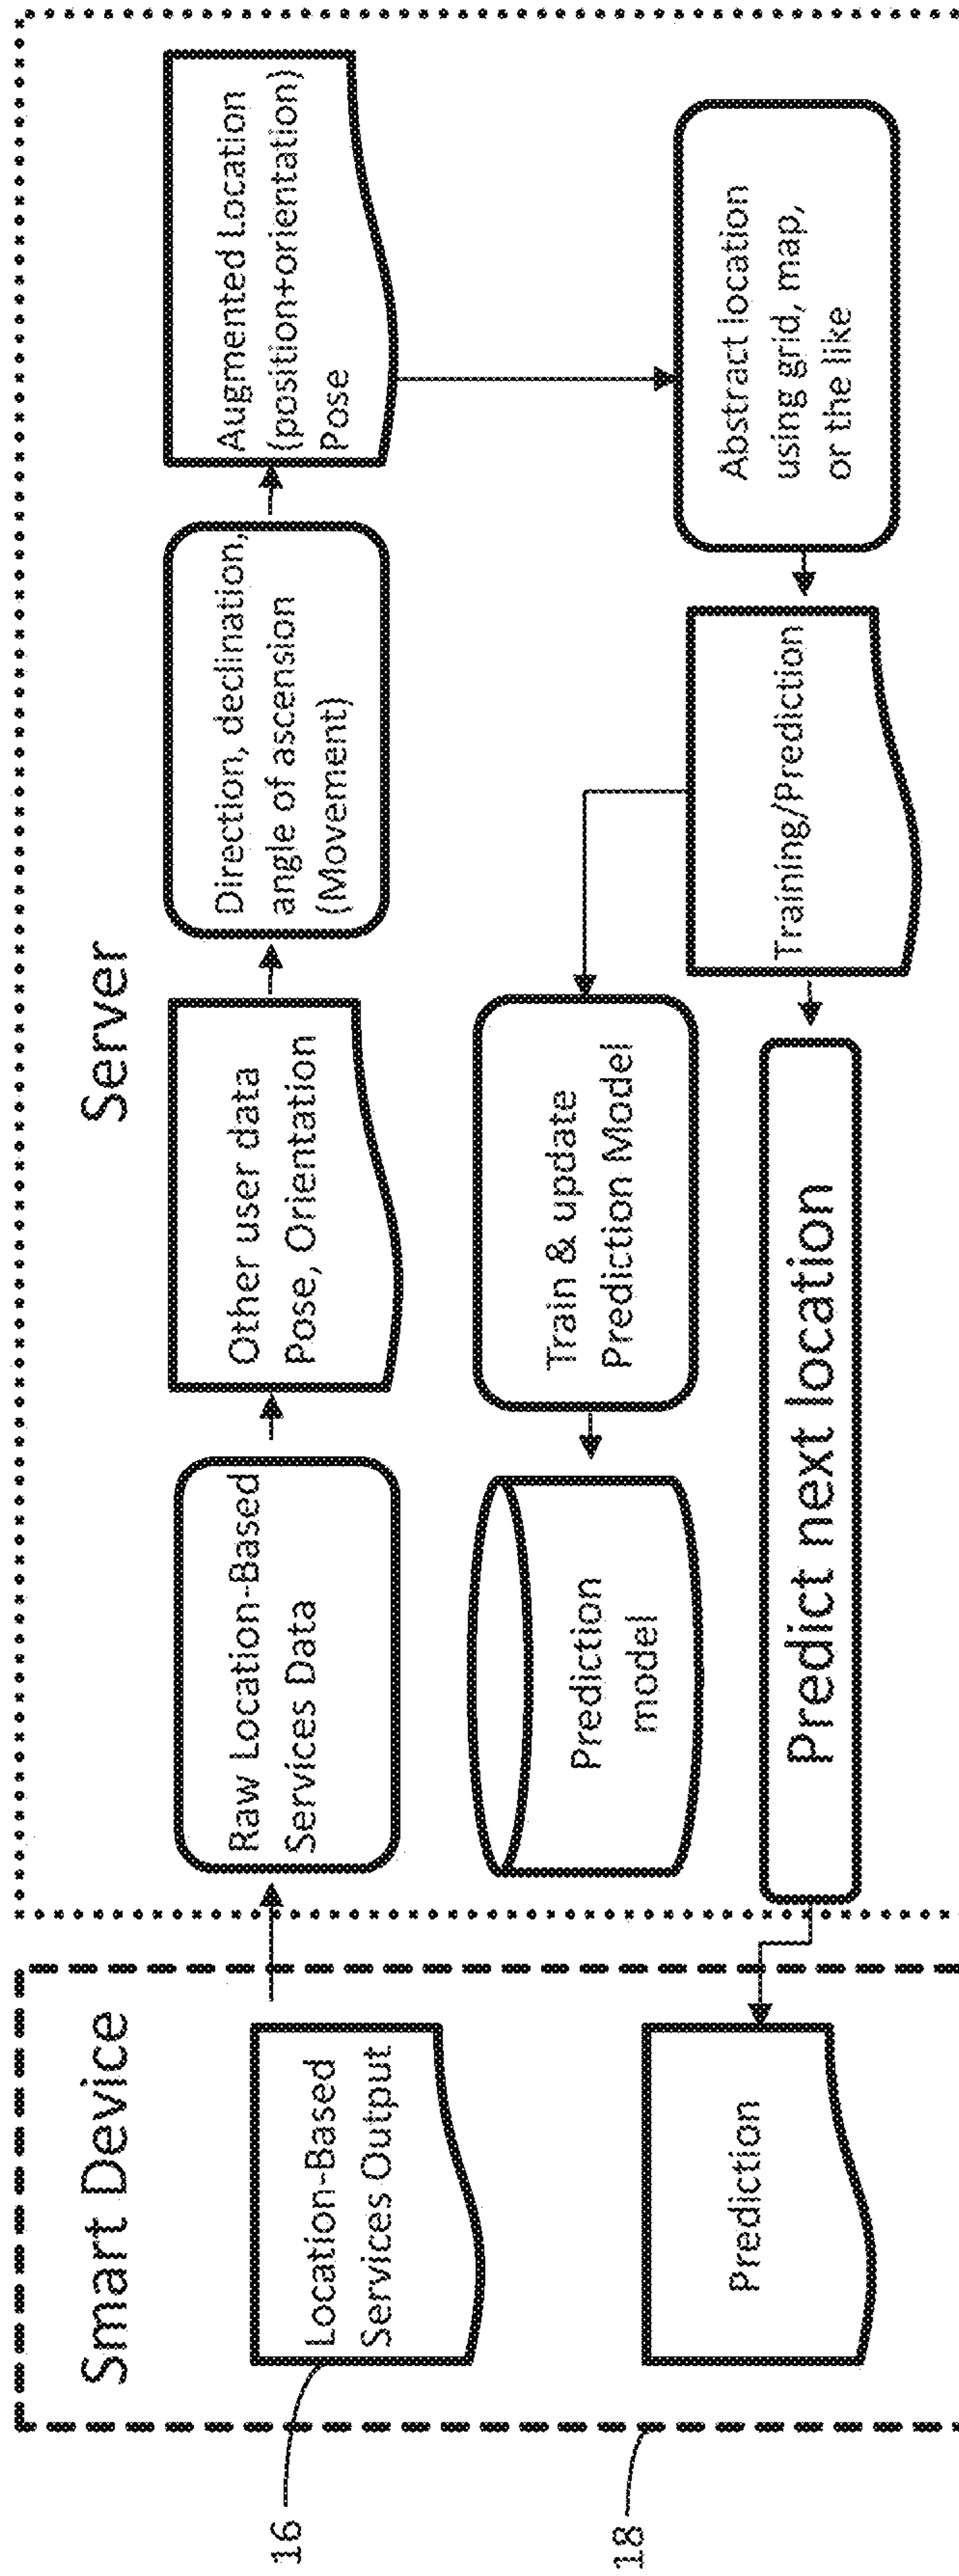 Smart Device
Server
16
Location-Based
Services Output
18
Prediction
Raw Location-Based
Services Data
Other user data
Pose, Orientation
Direction, declination,
angle of ascension
(Movement)
Augmented Location
(position+orientation)
Pose
Abstract location
using grid, map,
or the like
Training/Prediction
Train & update
Prediction Model
Prediction
model
Predict next location